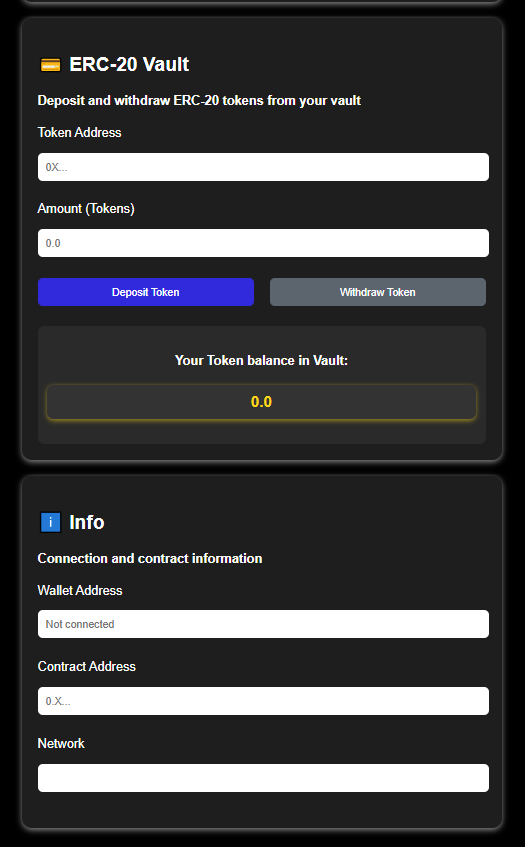 💳 ERC-20 Vault
Deposit and withdraw ERC-20 tokens from your vault
Token Address
0X...
Amount (Tokens)
0.0
Deposit Token Withdraw Token
Your Token balance in Vault:
0.0
ℹ️ Info
Connection and contract information
Wallet Address
Not connected
Contract Address
0.X...
Network